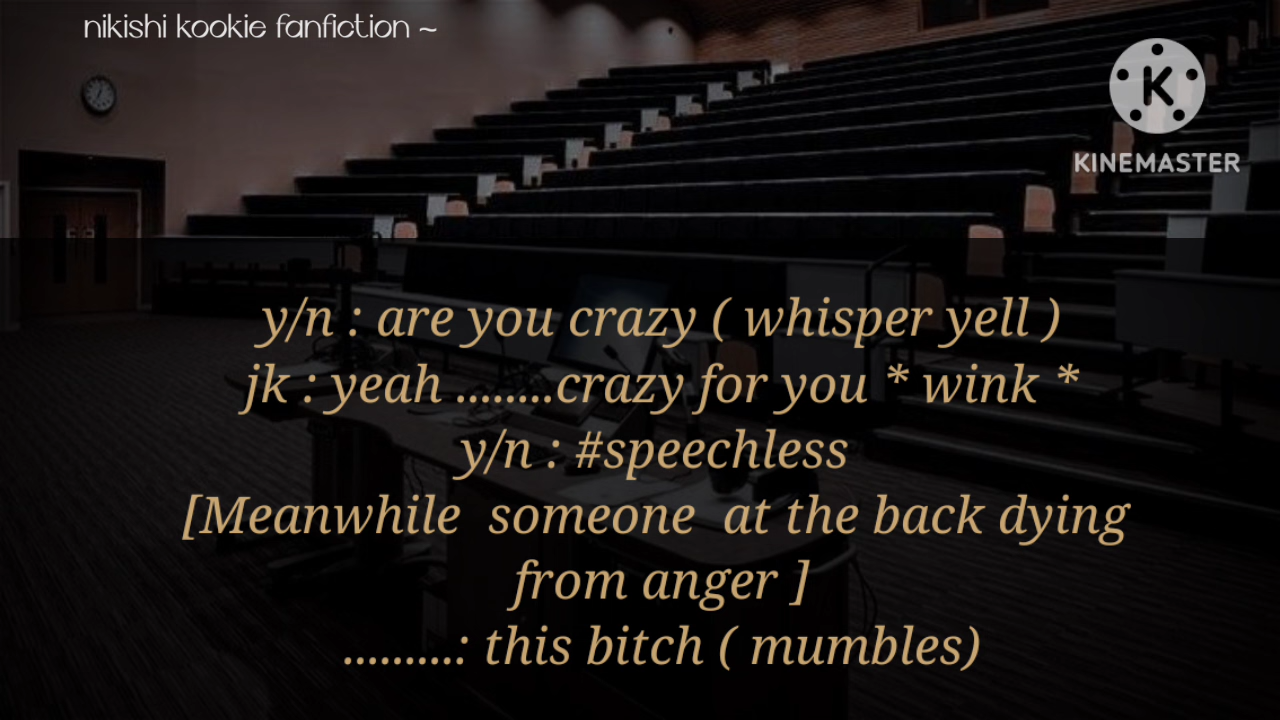 nikishi kookie fanfiction ~
KINEMASTER
y/n : are you crazy ( whisper yell )
jk : yeah ........crazy for you * wink *
y/n : #speechless
[Meanwhile someone at the back dying
from anger ]
..........: this bitch ( mumbles)